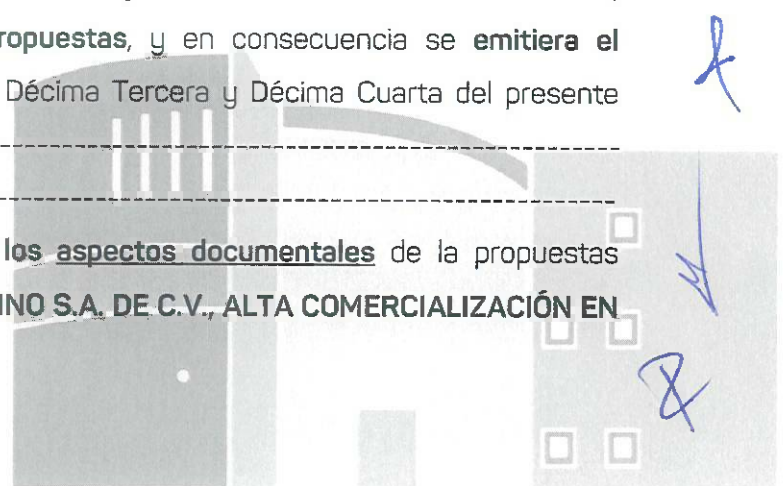 ropuestas, y en consecuencia se emitiera el
Décima Tercera y Décima Cuarta del presente
los aspectos documentales de la propuestas
INO S.A. DE C.V., ALTA COMERCIALIZACIÓN EN